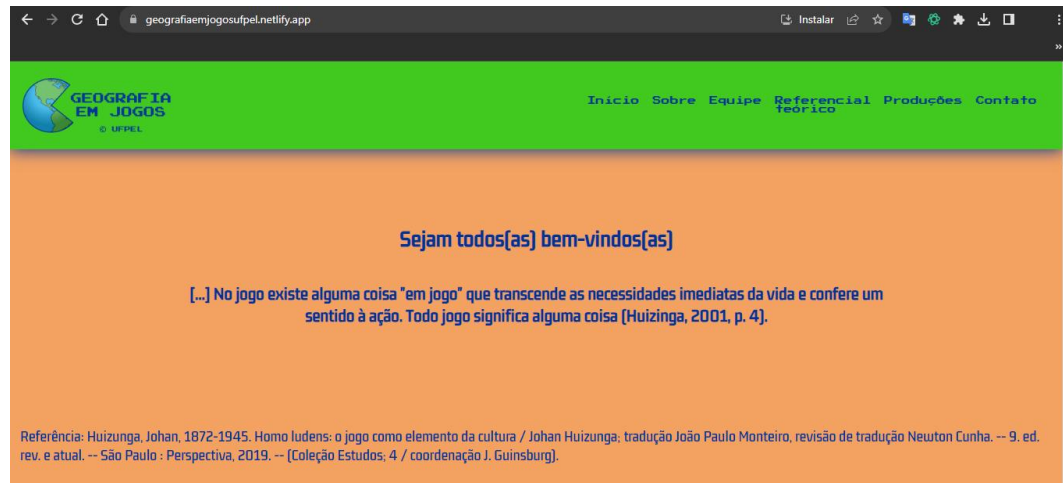 geografiaemjogosufpel.netlify.app
Instalar
GEOGRAFIA
EM JOGOS
© UFPEL
Início Sobre Equipe Referencial teórico Produções Contato
Sejam todos(as) bem-vindos(as)
[...] No jogo existe alguma coisa "em jogo" que transcende as necessidades imediatas da vida e confere um
sentido à ação. Todo jogo significa alguma coisa (Huizinga, 2001, p. 4).
Referência: Huizunga, Johan, 1872-1945. Homo ludens: o jogo como elemento da cultura / Johan Huizunga; tradução João Paulo Monteiro, revisão de tradução Newton Cunha. -- 9. ed.
rev. e atual. -- São Paulo : Perspectiva, 2019. -- (Coleção Estudos; 4 / coordenação J. Guinsburg).